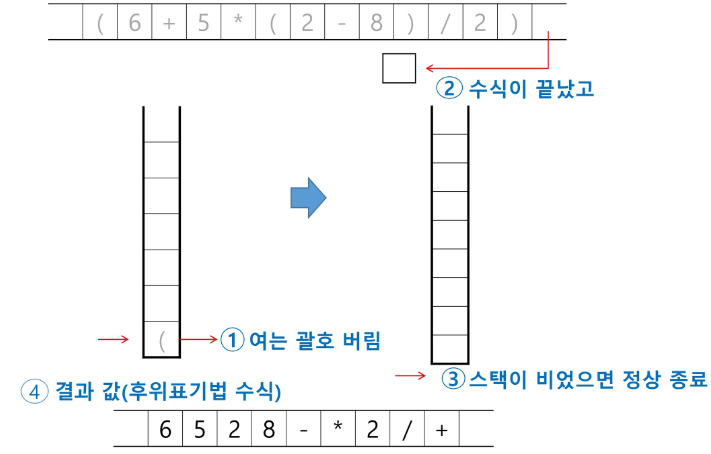 ( 6 + 5 * ( 2 - 8 ) / 2 )
② 수식이 끝났고
( ① 여는 괄호 버림
③ 스택이 비었으면 정상 종료
④ 결과 값(후위표기법 수식)
6 5 2 8 - * 2 / +